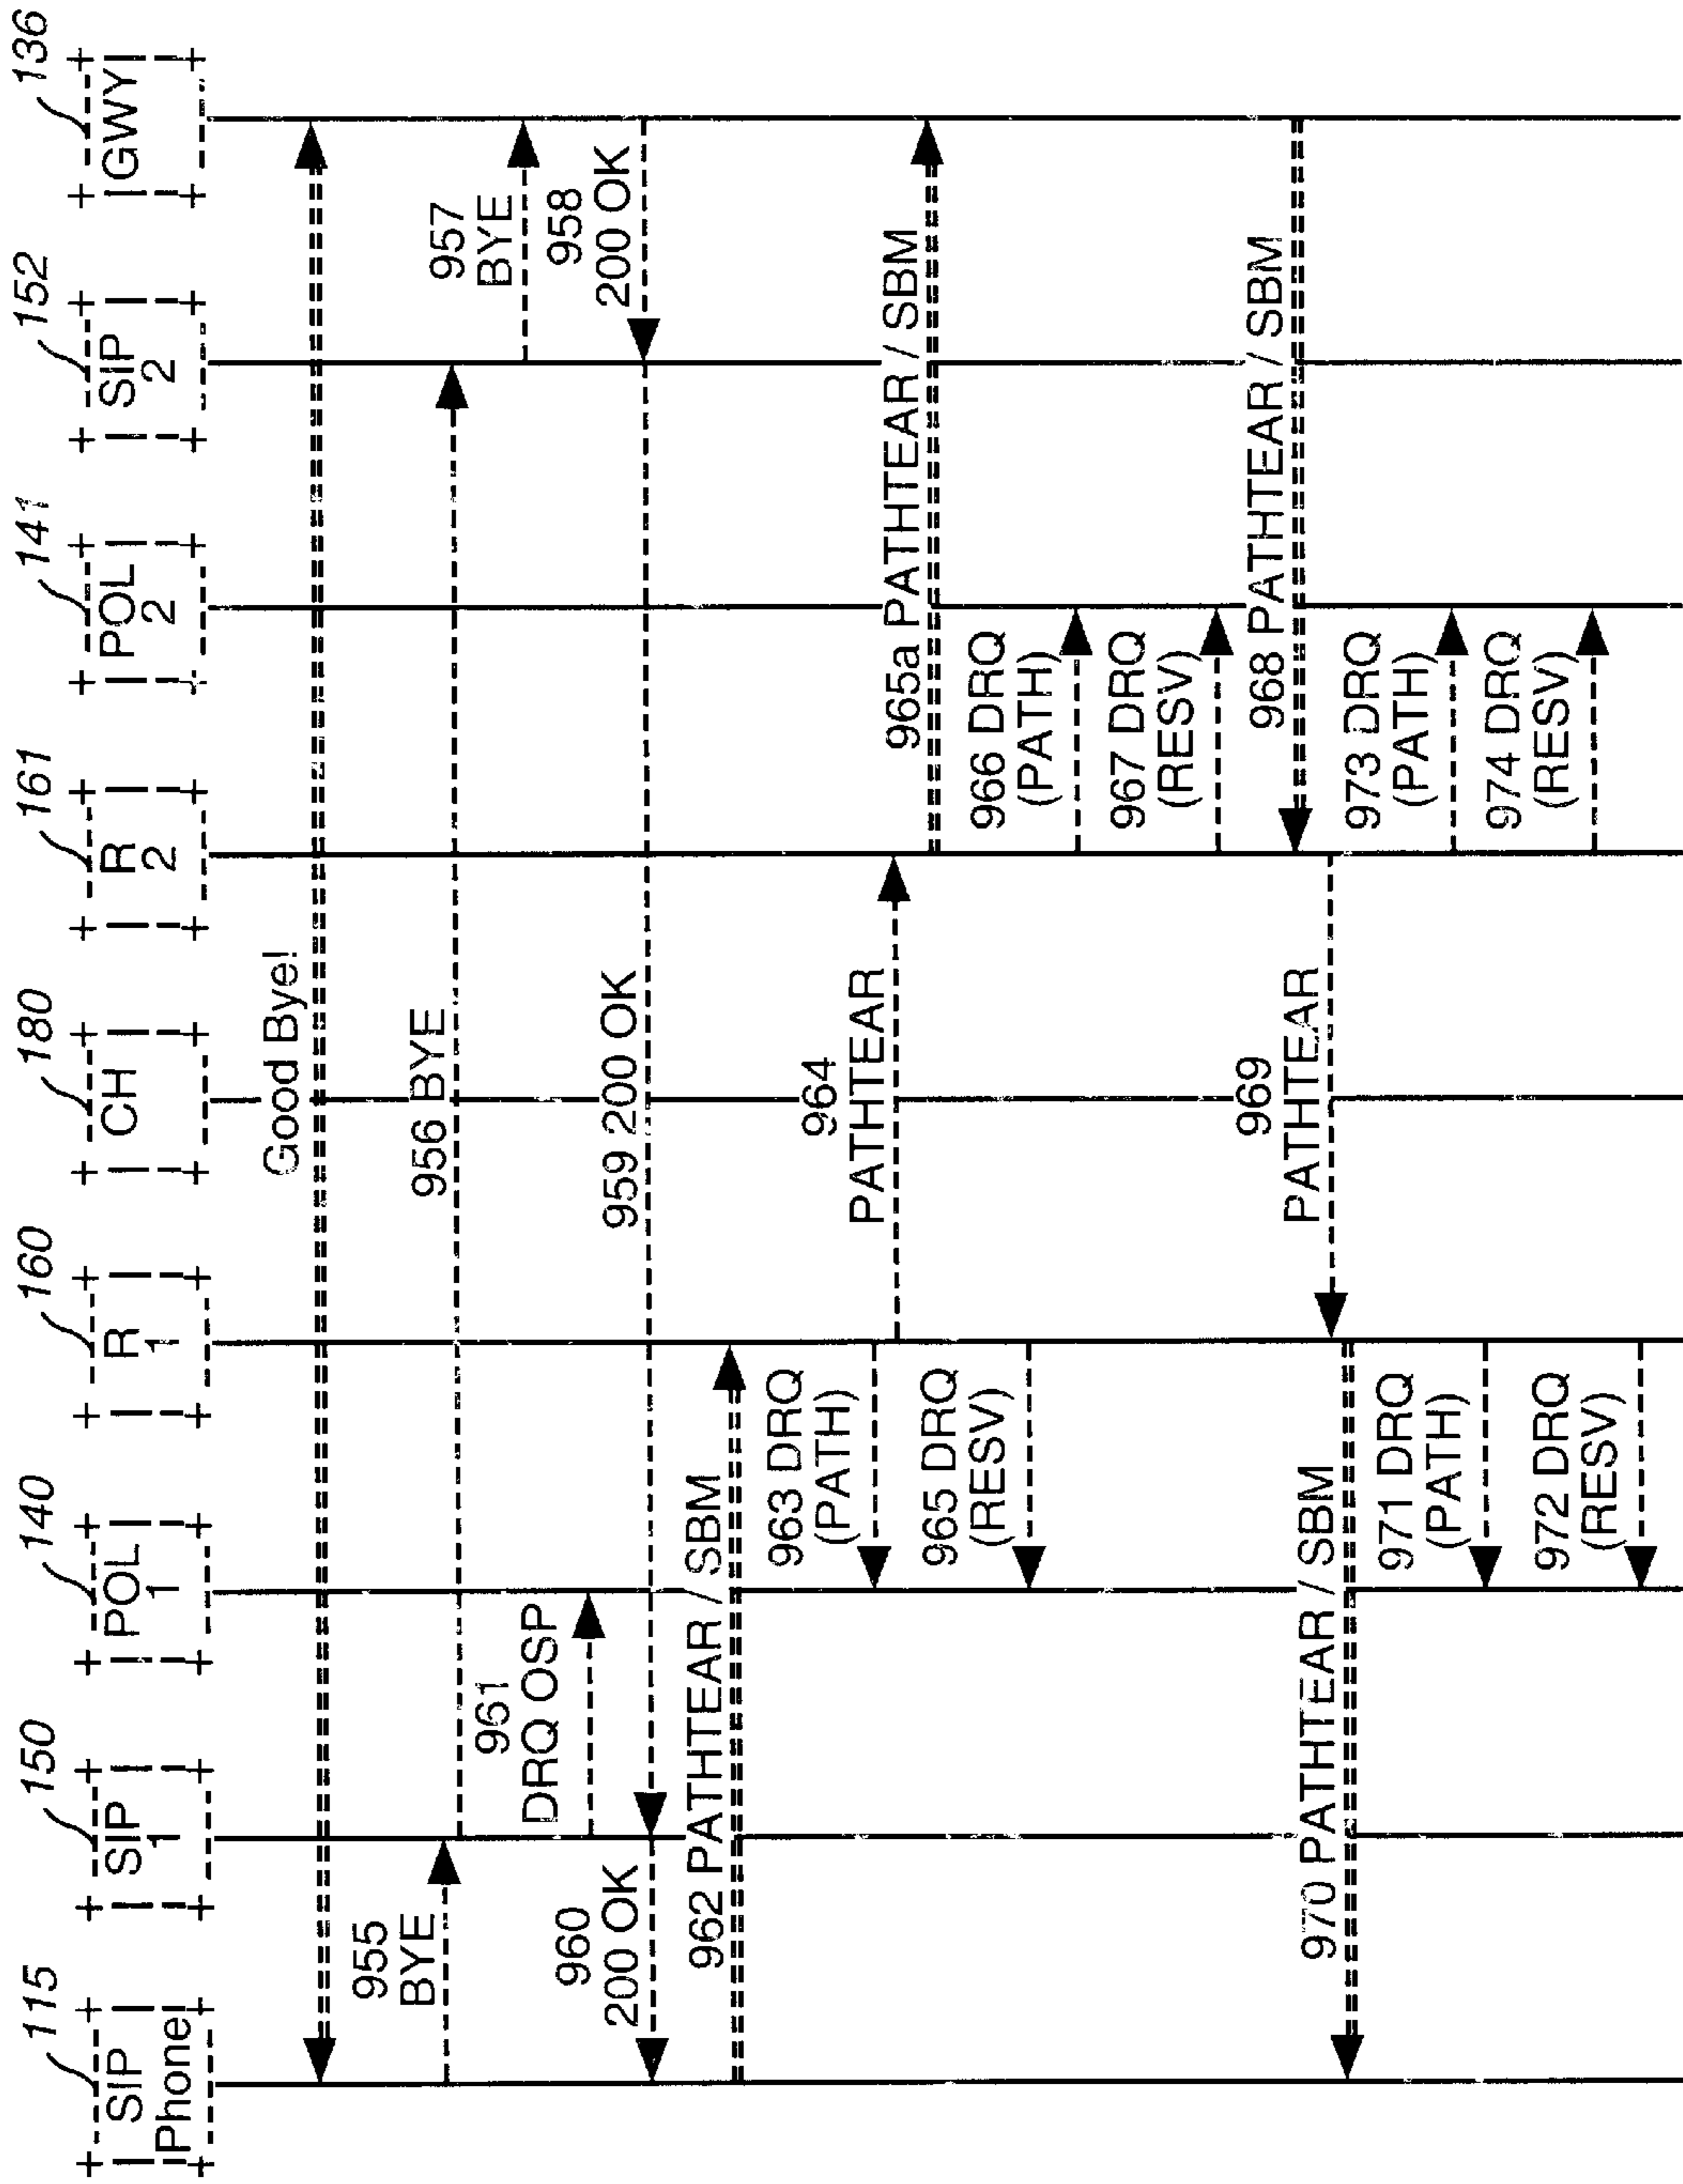 115
SIP
Phone
150
SIP
1
140
POL
1
160
R
1
180
CH
161
R
2
141
POL
2
152
SIP
2
136
GWY
Good Bye!
955
BYE
956 BYE
957
BYE
961
DRQ OSP
958
200 OK
959 200 OK
960
200 OK
962 PATHTEAR / SBM
963 DRQ
(PATH)
964
PATHTEAR
965a PATHTEAR / SBM
965 DRQ
(RESV)
966 DRQ
(PATH)
967 DRQ
(RESV)
968 PATHTEAR / SBM
969
PATHTEAR
970 PATHTEAR / SBM
971 DRQ
(PATH)
973 DRQ
(PATH)
972 DRQ
(RESV)
974 DRQ
(RESV)